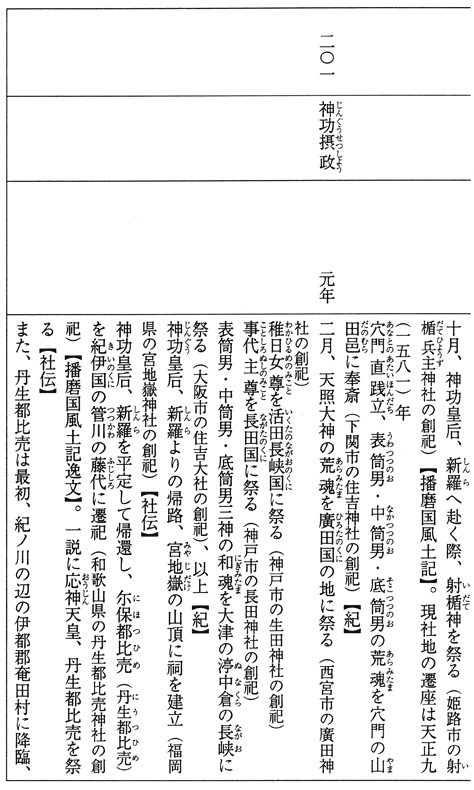 二〇一
神功摂政
じんぐうせつしよう
元年
十月、神功皇后、新羅へ赴く際、射楯神を祭る（姫路市の射
楯兵主神社の創祀）【播磨国風土記】。現社地の遷座は天正九
（一五八一）年
穴門直践立、表筒男・中筒男・底筒男の荒魂を穴門の山
田邑に奉斎（下関市の住吉神社の創祀）【紀】
二月、天照大神の荒魂を廣田国の地に祭る（西宮市の廣田神
社の創祀）
稚日女尊を活田長峡国に祭る（神戸市の生田神社の創祀）
事代主尊を長田国に祭る（神戸市の長田神社の創祀）
表筒男・中筒男・底筒男三神の和魂を大津の渟中倉の長峡に
祭る（大阪市の住吉大社の創祀）、以上【紀】
神功皇后、新羅よりの帰路、宮地嶽の山頂に祠を建立（福岡
県の宮地嶽神社の創祀）【社伝】
神功皇后、新羅を平定して帰還し、尓保都比売（丹生都比売）
を紀伊国の管川の藤代に遷祀（和歌山県の丹生都比売神社の創
祀）【播磨国風土記逸文】。一説に応神天皇、丹生都比売を祭
る【社伝】
また、丹生都比売は最初、紀ノ川の辺の伊都郡奄田村に降臨、